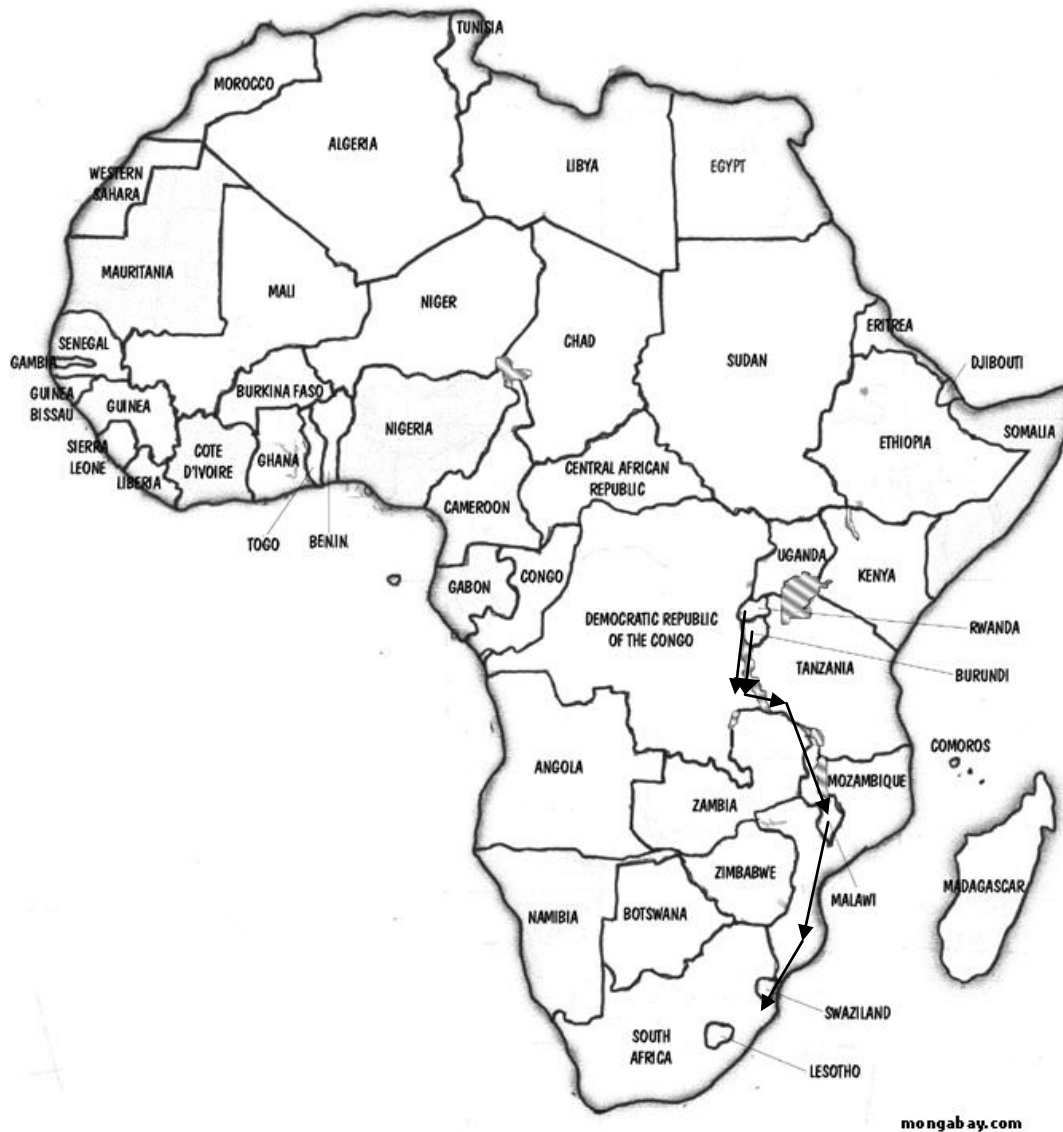 TUNISIA
MOROCCO
ALGERIA
LIBYA
EGYPT
WESTERN
SAHARA
MAURITANIA
MALI
NIGER
CHAD
SUDAN
ERITREA
DJIBOUTI
SENEGAL
GAMBIA
GUINEA
BISSAU
GUINEA
BURKINA FASO
NIGERIA
ETHIOPIA
SOMALIA
SIERRA
LEONE
LIBERIA
COTE
D'IVOIRE
GHANA
TOGO
BENIN
CENTRAL AFRICAN
REPUBLIC
CAMEROON
UGANDA
KENYA
GABON
CONGO
DEMOCRATIC REPUBLIC
OF THE CONGO
RWANDA
BURUNDI
TANZANIA
COMOROS
ANGOLA
ZAMBIA
MOZAMBIQUE
ZIMBABWE
MALAWI
MADAGASCAR
NAMIBIA
BOTSWANA
SWAZILAND
SOUTH
AFRICA
LESOTHO
mongabay.com